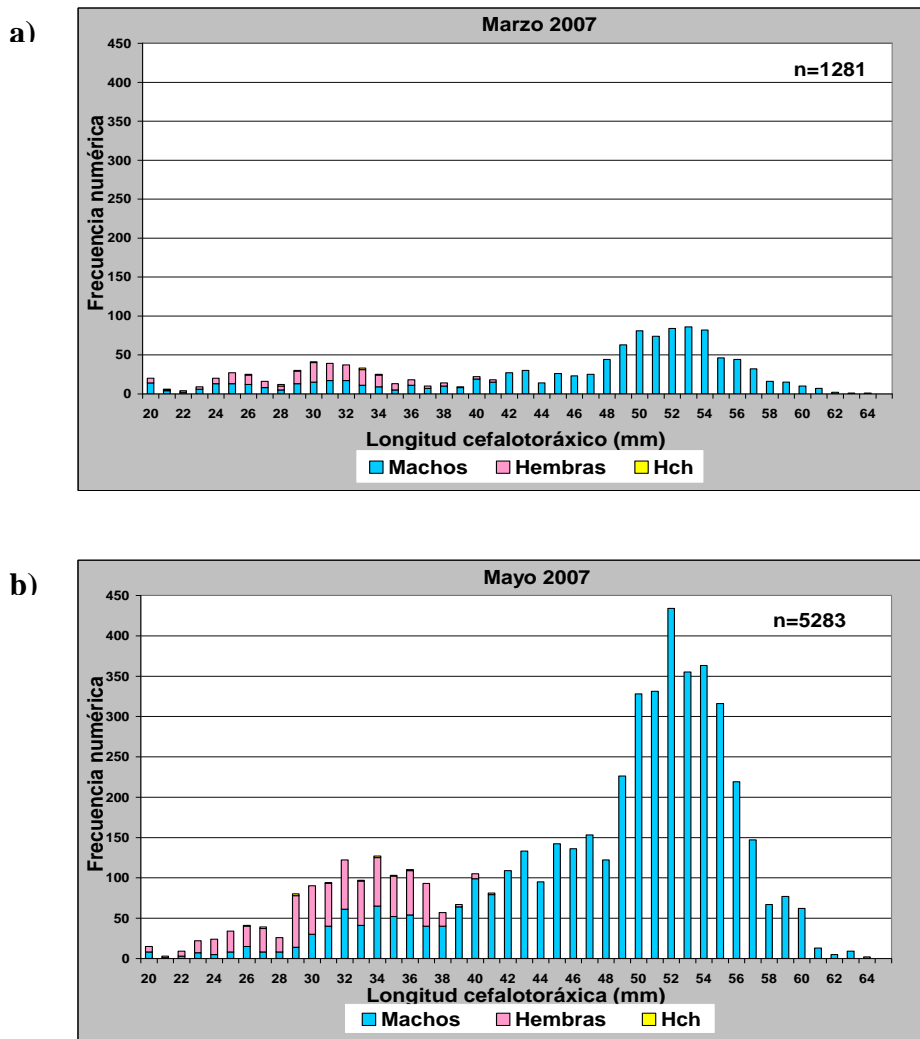 a)
Marzo 2007
n=1281
Frecuencia numérica
450
400
350
300
250
200
150
100
50
0
20 22 24 26 28 30 32 34 36 38 40 42 44 46 48 50 52 54 56 58 60 62 64
Longitud cefalotoráxico (mm)
Machos Hembras Hch
b)
Mayo 2007
n=5283
Frecuencia numérica
450
400
350
300
250
200
150
100
50
0
20 22 24 26 28 30 32 34 36 38 40 42 44 46 48 50 52 54 56 58 60 62 64
Longitud cefalotoráxica (mm)
Machos Hembras Hch